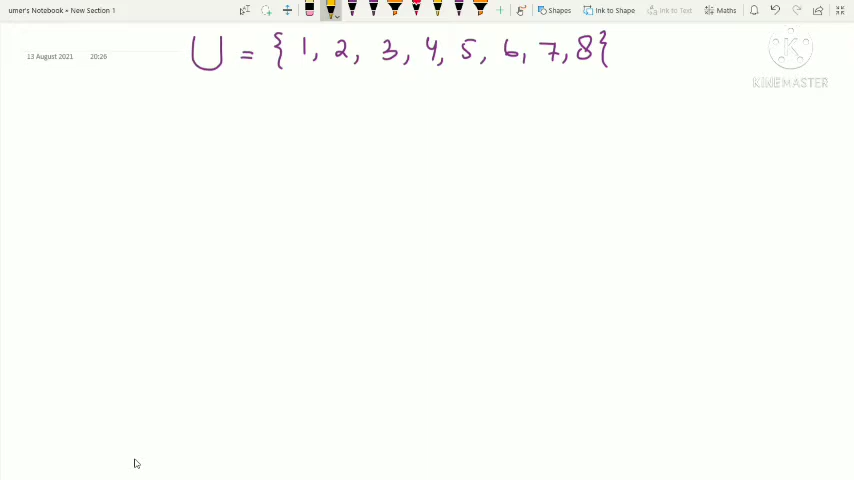 umer's Notebook » New Section 1
Shapes
Ink to Shape
Ink to Text
Maths
U = { 1, 2, 3, 4, 5, 6, 7, 8}
13 August 2021 20:26
K
KINEMASTER